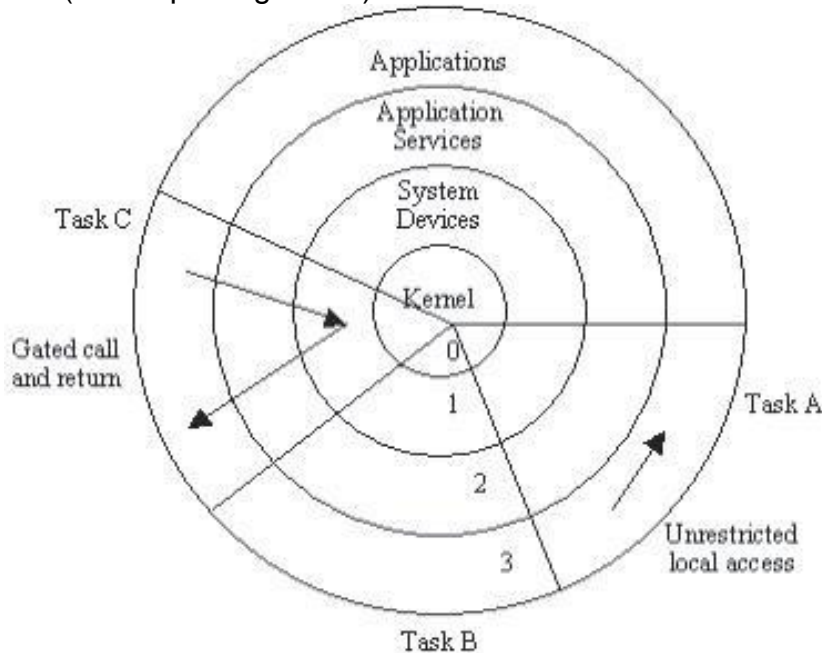 Applications
Application
Services
System
Devices
Kernel
Task C
Gated call
and return
0
1
2
3
Task A
Unrestricted
local access
Task B